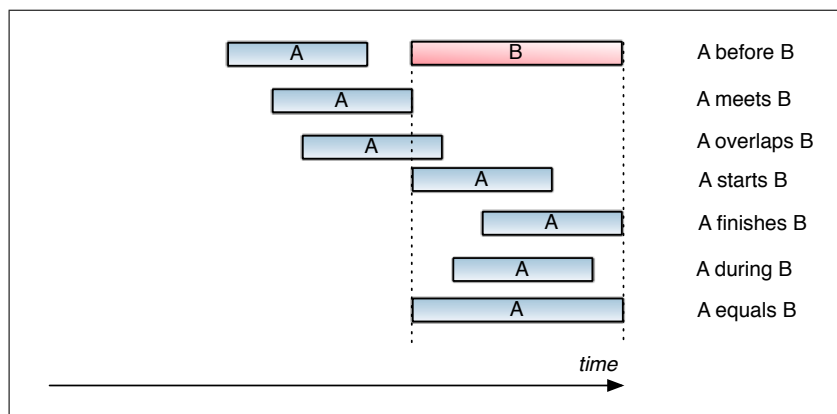 A B A before B
A A meets B
A A overlaps B
A A starts B
A A finishes B
A A during B
A A equals B
time